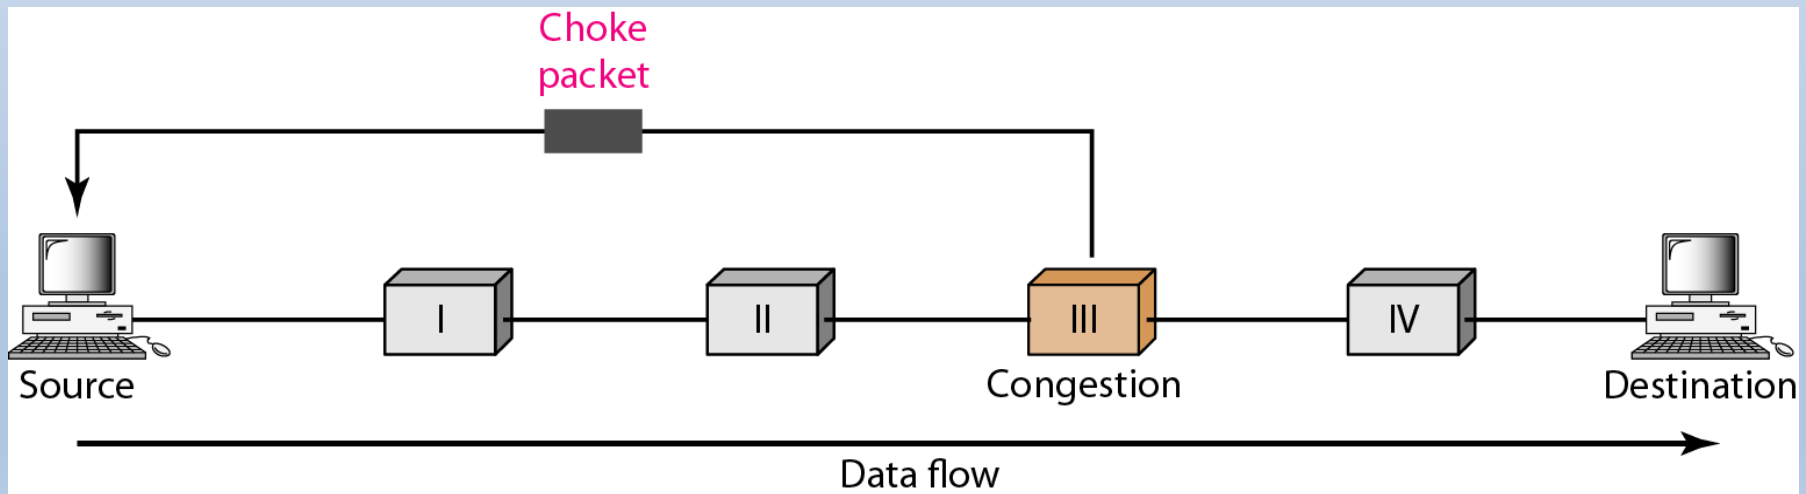 Choke
packet
I
II
III
IV
Source
Congestion
Destination
Data flow